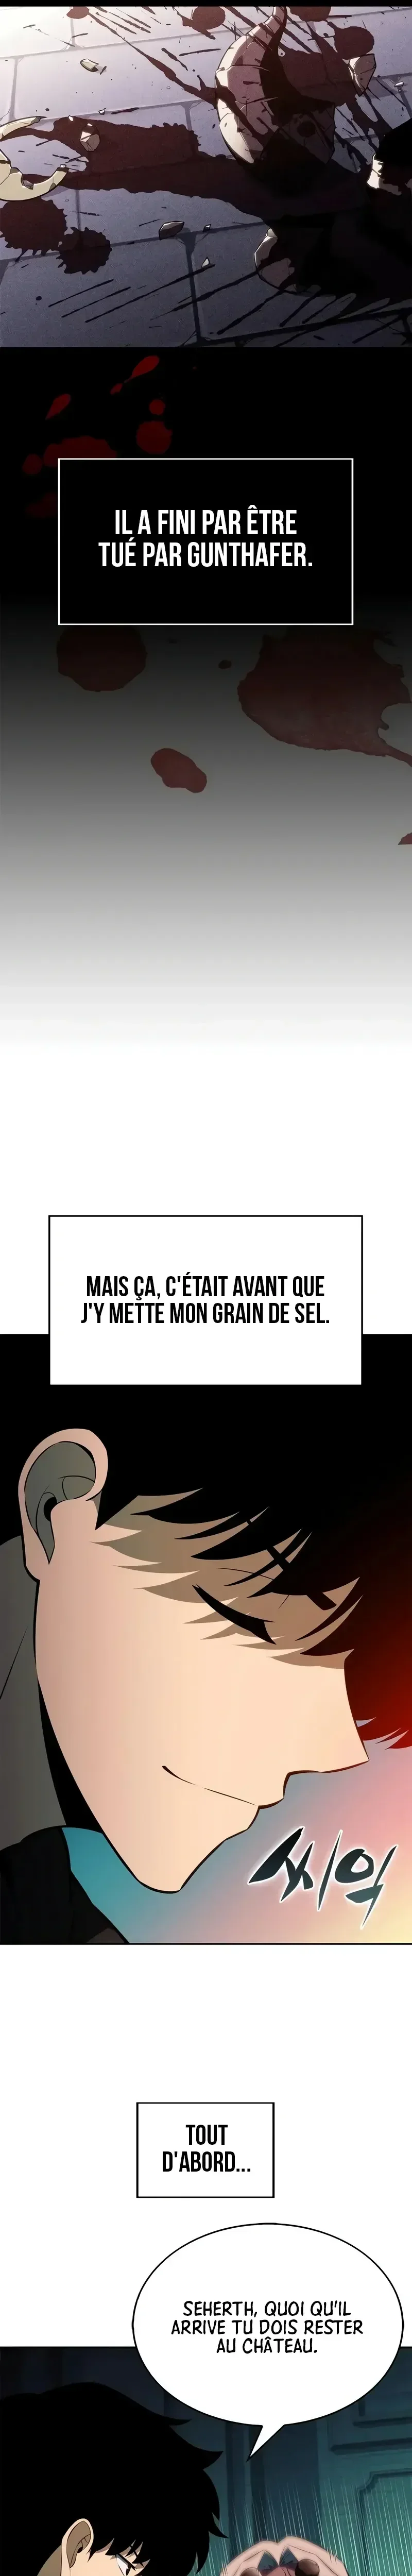 IL A FINI PAR ÊTRE
TUÉ PAR GUNTHAFER.
MAIS ÇA, C'ÉTAIT AVANT QUE
J'Y METTE MON GRAIN DE SEL.
씨익
TOUT
D'ABORD...
SEHERTH, QUOI QU'IL
ARRIVE TU DOIS RESTER
AU CHÂTEAU.